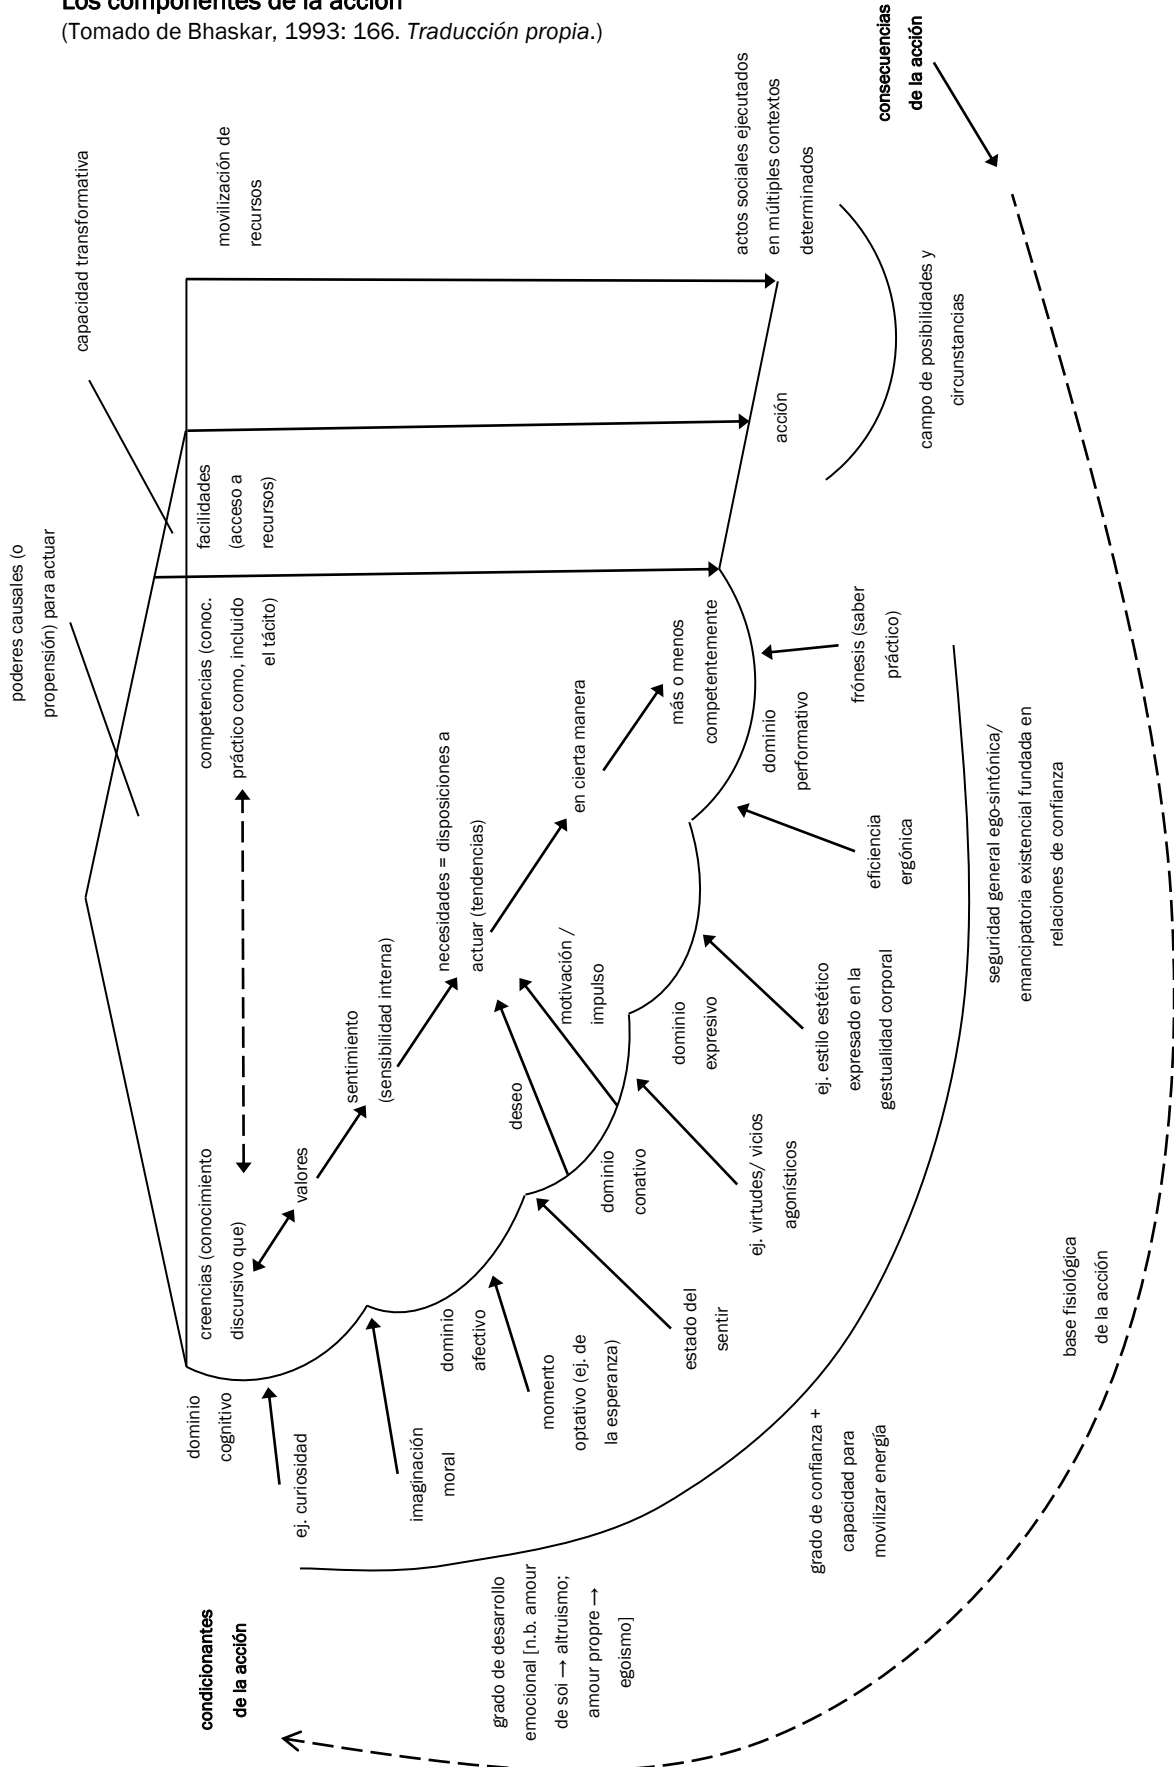 Los componentes de la acción
(Tomado de Bhaskar, 1993: 166. Traducción propia.)
condicionantes
de la acción
dominio
cognitivo
ej. curiosidad
imaginación
moral
grado de desarrollo
emocional [n.b. amour
de soi → altruismo;
amour propre →
egoismo]
creencias (conocimiento
discursivo que)
valores
sentimiento
(sensibilidad interna)
dominio
afectivo
momento
optativo (ej. de
la esperanza)
estado del
sentir
grado de confianza +
capacidad para
movilizar energía
necesidades = disposiciones a
actuar (tendencias)
deseo
motivación /
impulso
dominio
conativo
ej. virtudes/ vicios
agonísticos
base fisiológica
de la acción
dominio
expresivo
ej. estilo estético
expresado en la
gestualidad corporal
poderes causales (o
propensión) para actuar
competencias (conoc.
práctico como, incluido
el tácito)
en cierta manera
más o menos
competentemente
dominio
performativo
eficiencia
ergónica
frónesis (saber
práctico)
seguridad general ego-sintónica/
emancipatoria existencial fundada en
relaciones de confianza
capacidad transformativa
facilidades
(acceso a
recursos)
acción
movilización de
recursos
actos sociales ejecutados
en múltiples contextos
determinados
campo de posibilidades y
circunstancias
consecuencias
de la acción